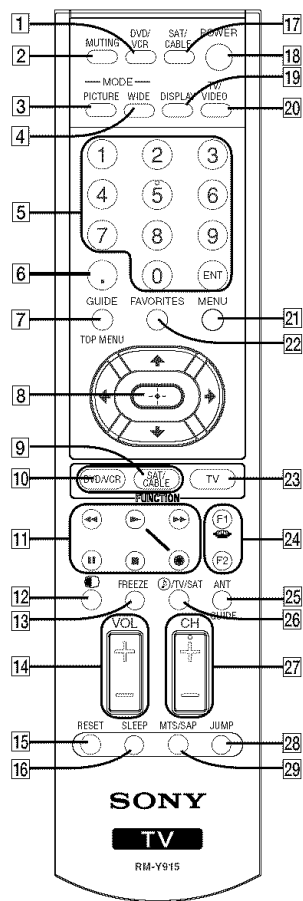 1 DVD/ SAT/ 17
2 MUTING VCR CABLE POWER 18
MODE 19
3 PICTURE WIDE DISPLAY TV/ VIDEO 20
4
1 2 3
5 4 5 6
7 8 9
6 . 0 ENT
GUIDE FAVORITES MENU 21
7 TOP MENU 22
8
9
10 DVD/VCR SAT/ CABLE TV 23
FUNCTION
11 F1 24
F2
12 FREEZE /TV/SAT ANT 25
13 GUIDE 26
14 VOL CH 27
15 RESET SLEEP MTS/SAP JUMP 28
16 29
SONY
TV
RM-Y915